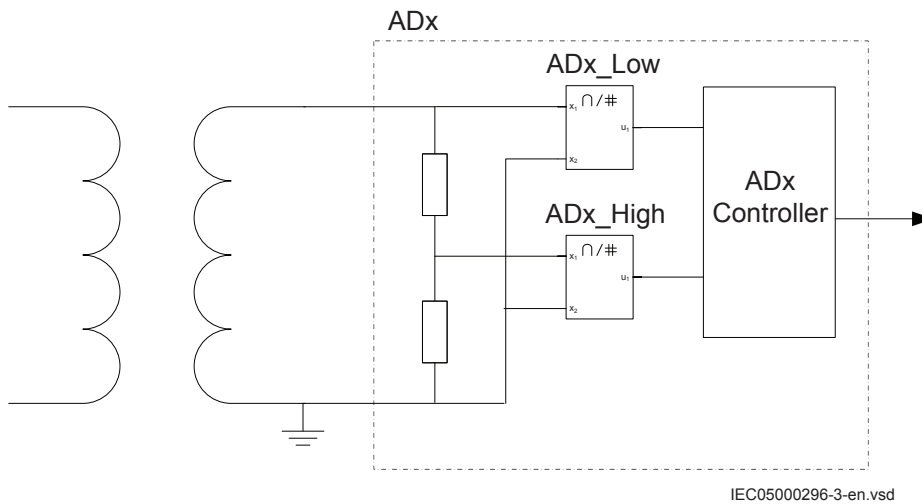 ADx
ADx_Low
x1 ∩/#
u1
x2
ADx
Controller
ADx_High
x1 ∩/#
u1
x2
IEC05000296-3-en.vsd